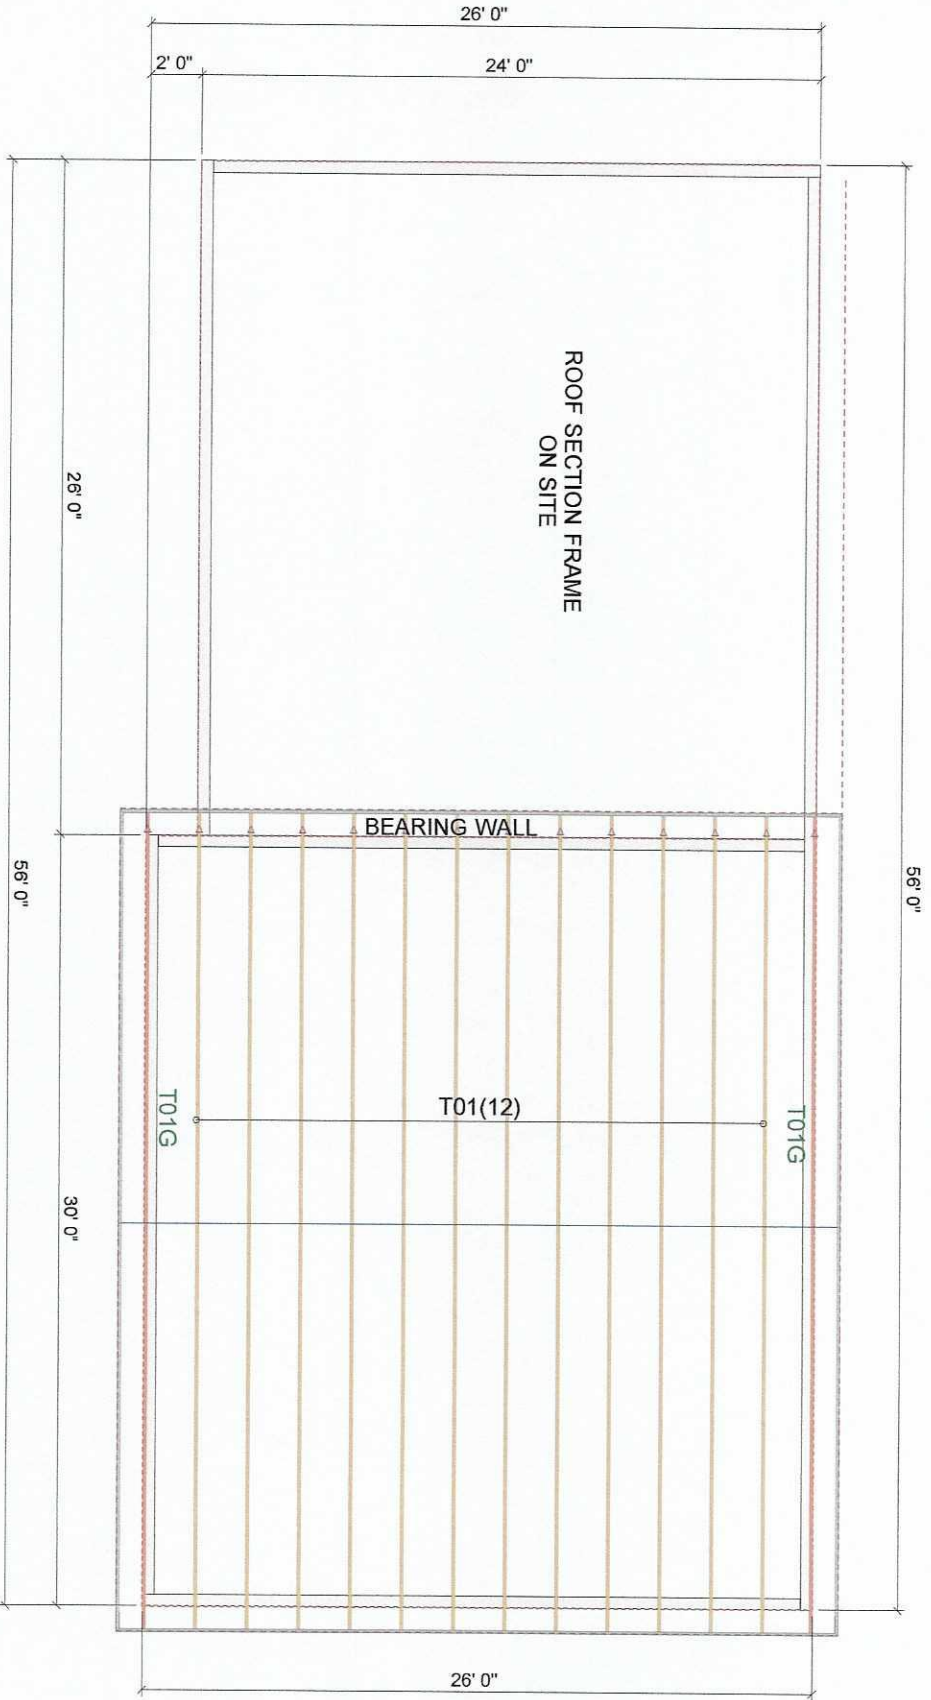 26' 0"
2' 0"
24' 0"
ROOF SECTION FRAME
ON SITE
26' 0"
BEARING WALL
56' 0"
56' 0"
T01G
T01(12)
T01G
30' 0"
26' 0"